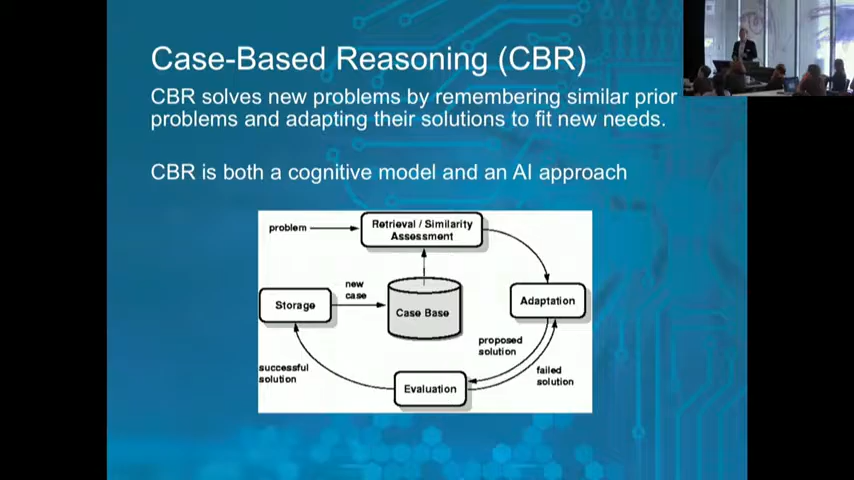 Case-Based Reasoning (CBR)
CBR solves new problems by remembering similar prior
problems and adapting their solutions to fit new needs.
CBR is both a cognitive model and an AI approach
problem
Retrieval / Similarity
Assessment
new
case
Storage
Case Base
Adaptation
proposed
solution
failed
solution
successful
solution
Evaluation